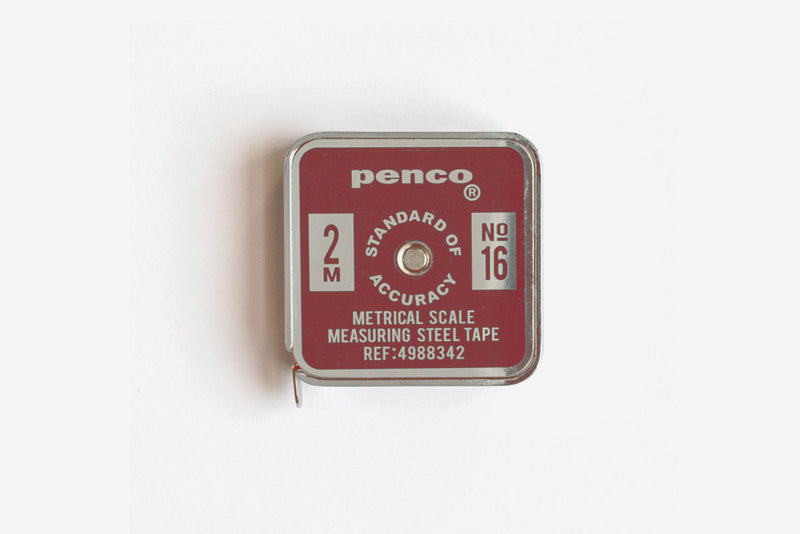 penco®
2 M
STANDARD OF
ACCURACY
Nº 16
METRICAL SCALE
MEASURING STEEL TAPE
REF:4988342